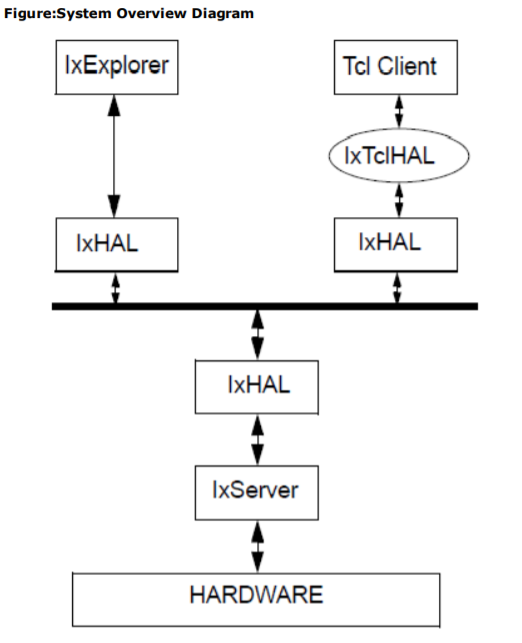 Figure:System Overview Diagram
IxExplorer
Tcl Client
IxTclHAL
IxHAL
IxHAL
IxHAL
IxServer
HARDWARE